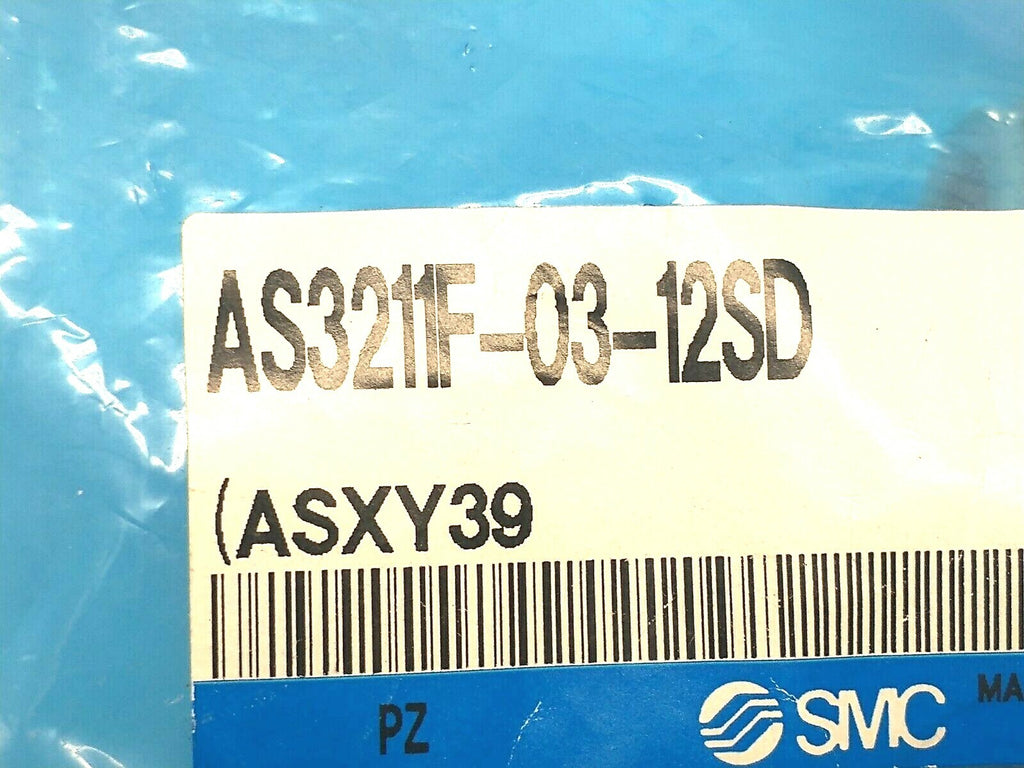 AS3211F-03-12SD
(ASXY39
PZ
SMC
MA